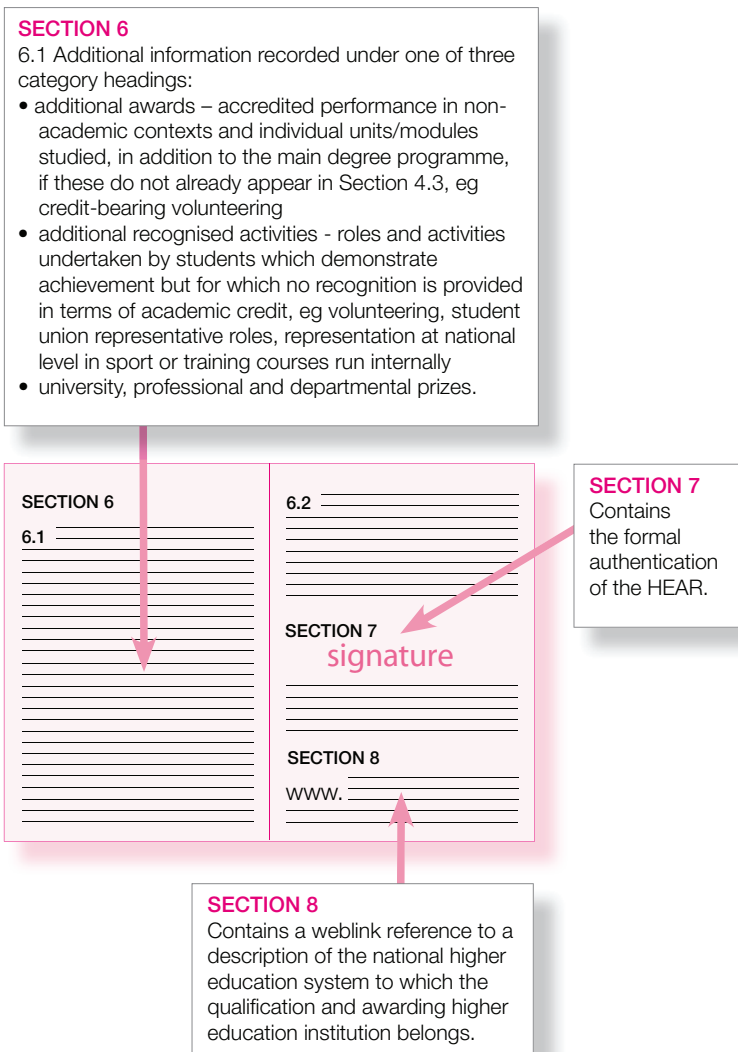 SECTION 6
6.1 Additional information recorded under one of three
category headings:
• additional awards – accredited performance in non-
academic contexts and individual units/modules
studied, in addition to the main degree programme,
if these do not already appear in Section 4.3, eg
credit-bearing volunteering
• additional recognised activities - roles and activities
undertaken by students which demonstrate
achievement but for which no recognition is provided
in terms of academic credit, eg volunteering, student
union representative roles, representation at national
level in sport or training courses run internally
• university, professional and departmental prizes.
SECTION 6
6.1
6.2
SECTION 7
signature
SECTION 8
www.
SECTION 7
Contains
the formal
authentication
of the HEAR.
SECTION 8
Contains a weblink reference to a
description of the national higher
education system to which the
qualification and awarding higher
education institution belongs.